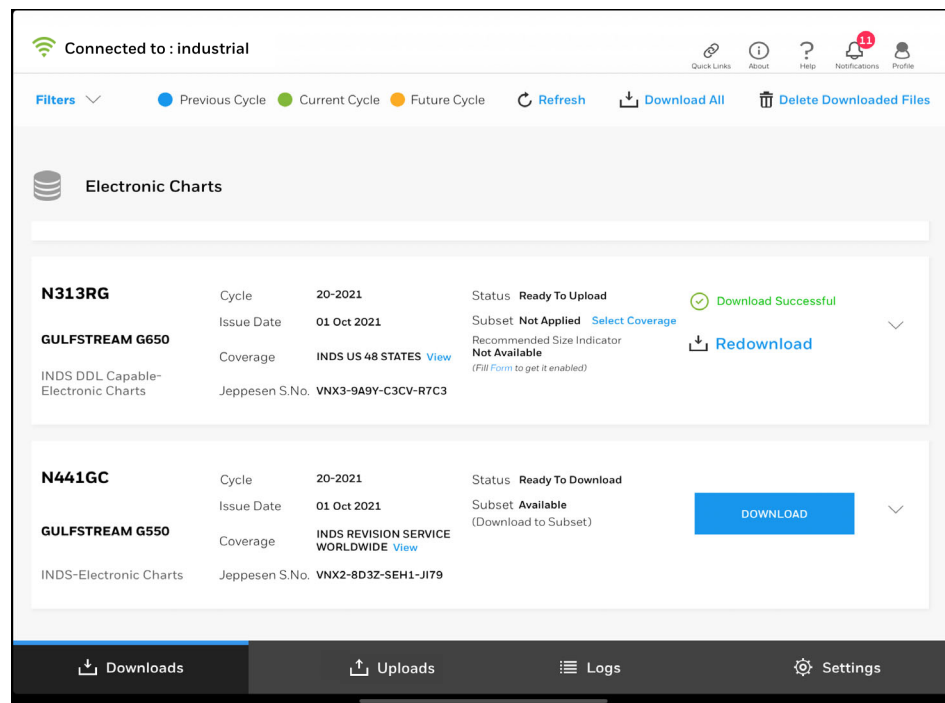 Connected to : industrial
Quick Links
About
Help
11
Notifications
Profile
Filters
Previous Cycle
Current Cycle
Future Cycle
Refresh
Download All
Delete Downloaded Files
Electronic Charts
N313RG
GULFSTREAM G650
INDS DDL Capable-
Electronic Charts
Cycle 20-2021
Issue Date 01 Oct 2021
Coverage INDS US 48 STATES View
Jeppesen S.No. VNX3-9A9Y-C3CV-R7C3
Status Ready To Upload
Subset Not Applied Select Coverage
Recommended Size Indicator
Not Available
(Fill Form to get it enabled)
Download Successful
Redownload
N441GC
GULFSTREAM G550
INDS-Electronic Charts
Cycle 20-2021
Issue Date 01 Oct 2021
Coverage INDS REVISION SERVICE
WORLDWIDE View
Jeppesen S.No. VNX2-8D3Z-SEH1-JI79
Status Ready To Download
Subset Available
(Download to Subset)
DOWNLOAD
Downloads
Uploads
Logs
Settings